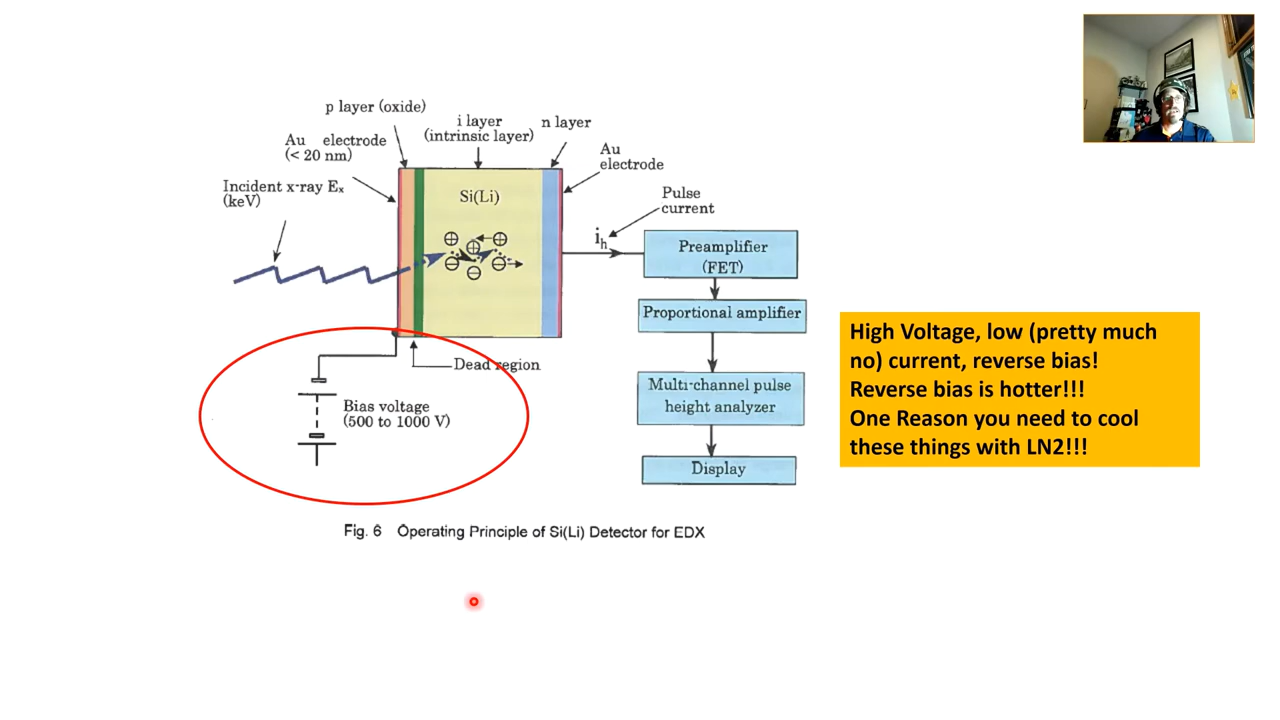 p layer (oxide)
i layer
(intrinsic layer)
n layer
Au electrode
(< 20 nm)
Au
electrode
Incident x-ray Ex
(keV)
Si(Li)
Pulse
current
ih
Preamplifier
(FET)
Proportional amplifier
Dead region
Multi-channel pulse
height analyzer
Bias voltage
(500 to 1000 V)
Display
Fig. 6 Operating Principle of Si(Li) Detector for EDX
High Voltage, low (pretty much
no) current, reverse bias!
Reverse bias is hotter!!!
One Reason you need to cool
these things with LN2!!!